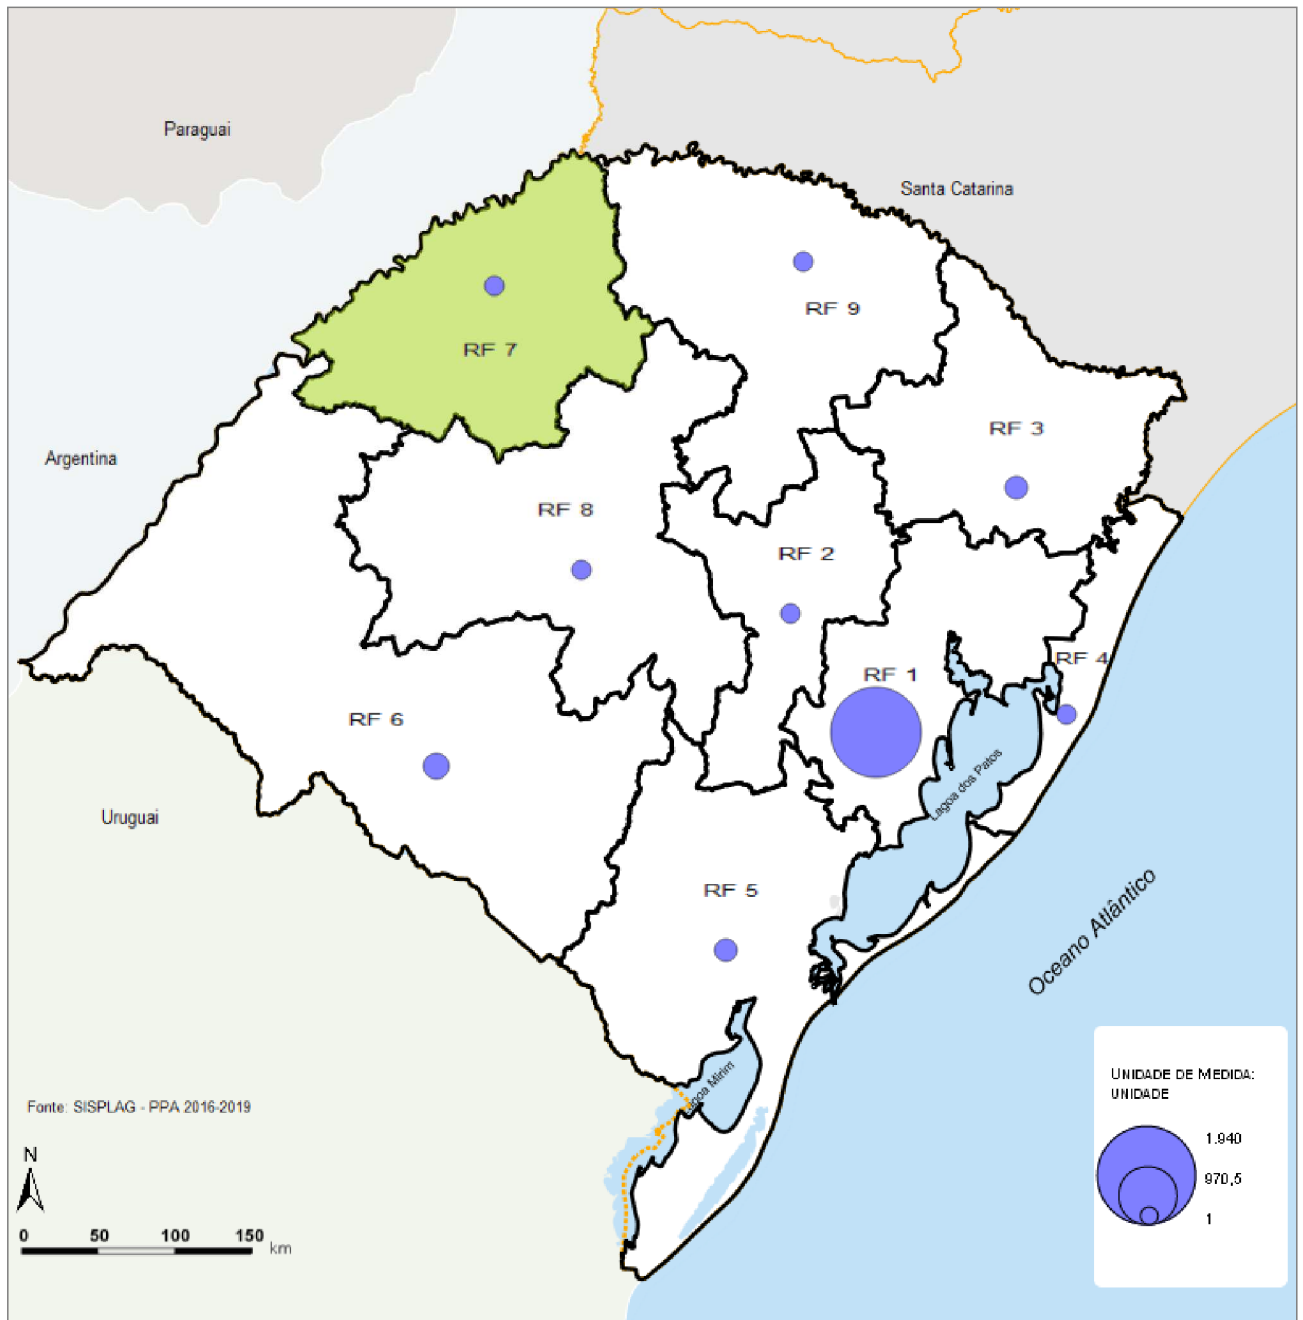 Paraguai
Santa Catarina
RF 9
RF 7
RF 3
Argentina
RF 8
RF 2
RF 4
RF 1
RF 6
Lagoa dos Patos
Uruguai
RF 5
Oceano Atlântico
Lagoa Mirim
UNIDADE DE MEDIDA:
UNIDADE
1.940
970,5
1
Fonte: SISPLAG - PPA 2016-2019
N
0 50 100 150
km